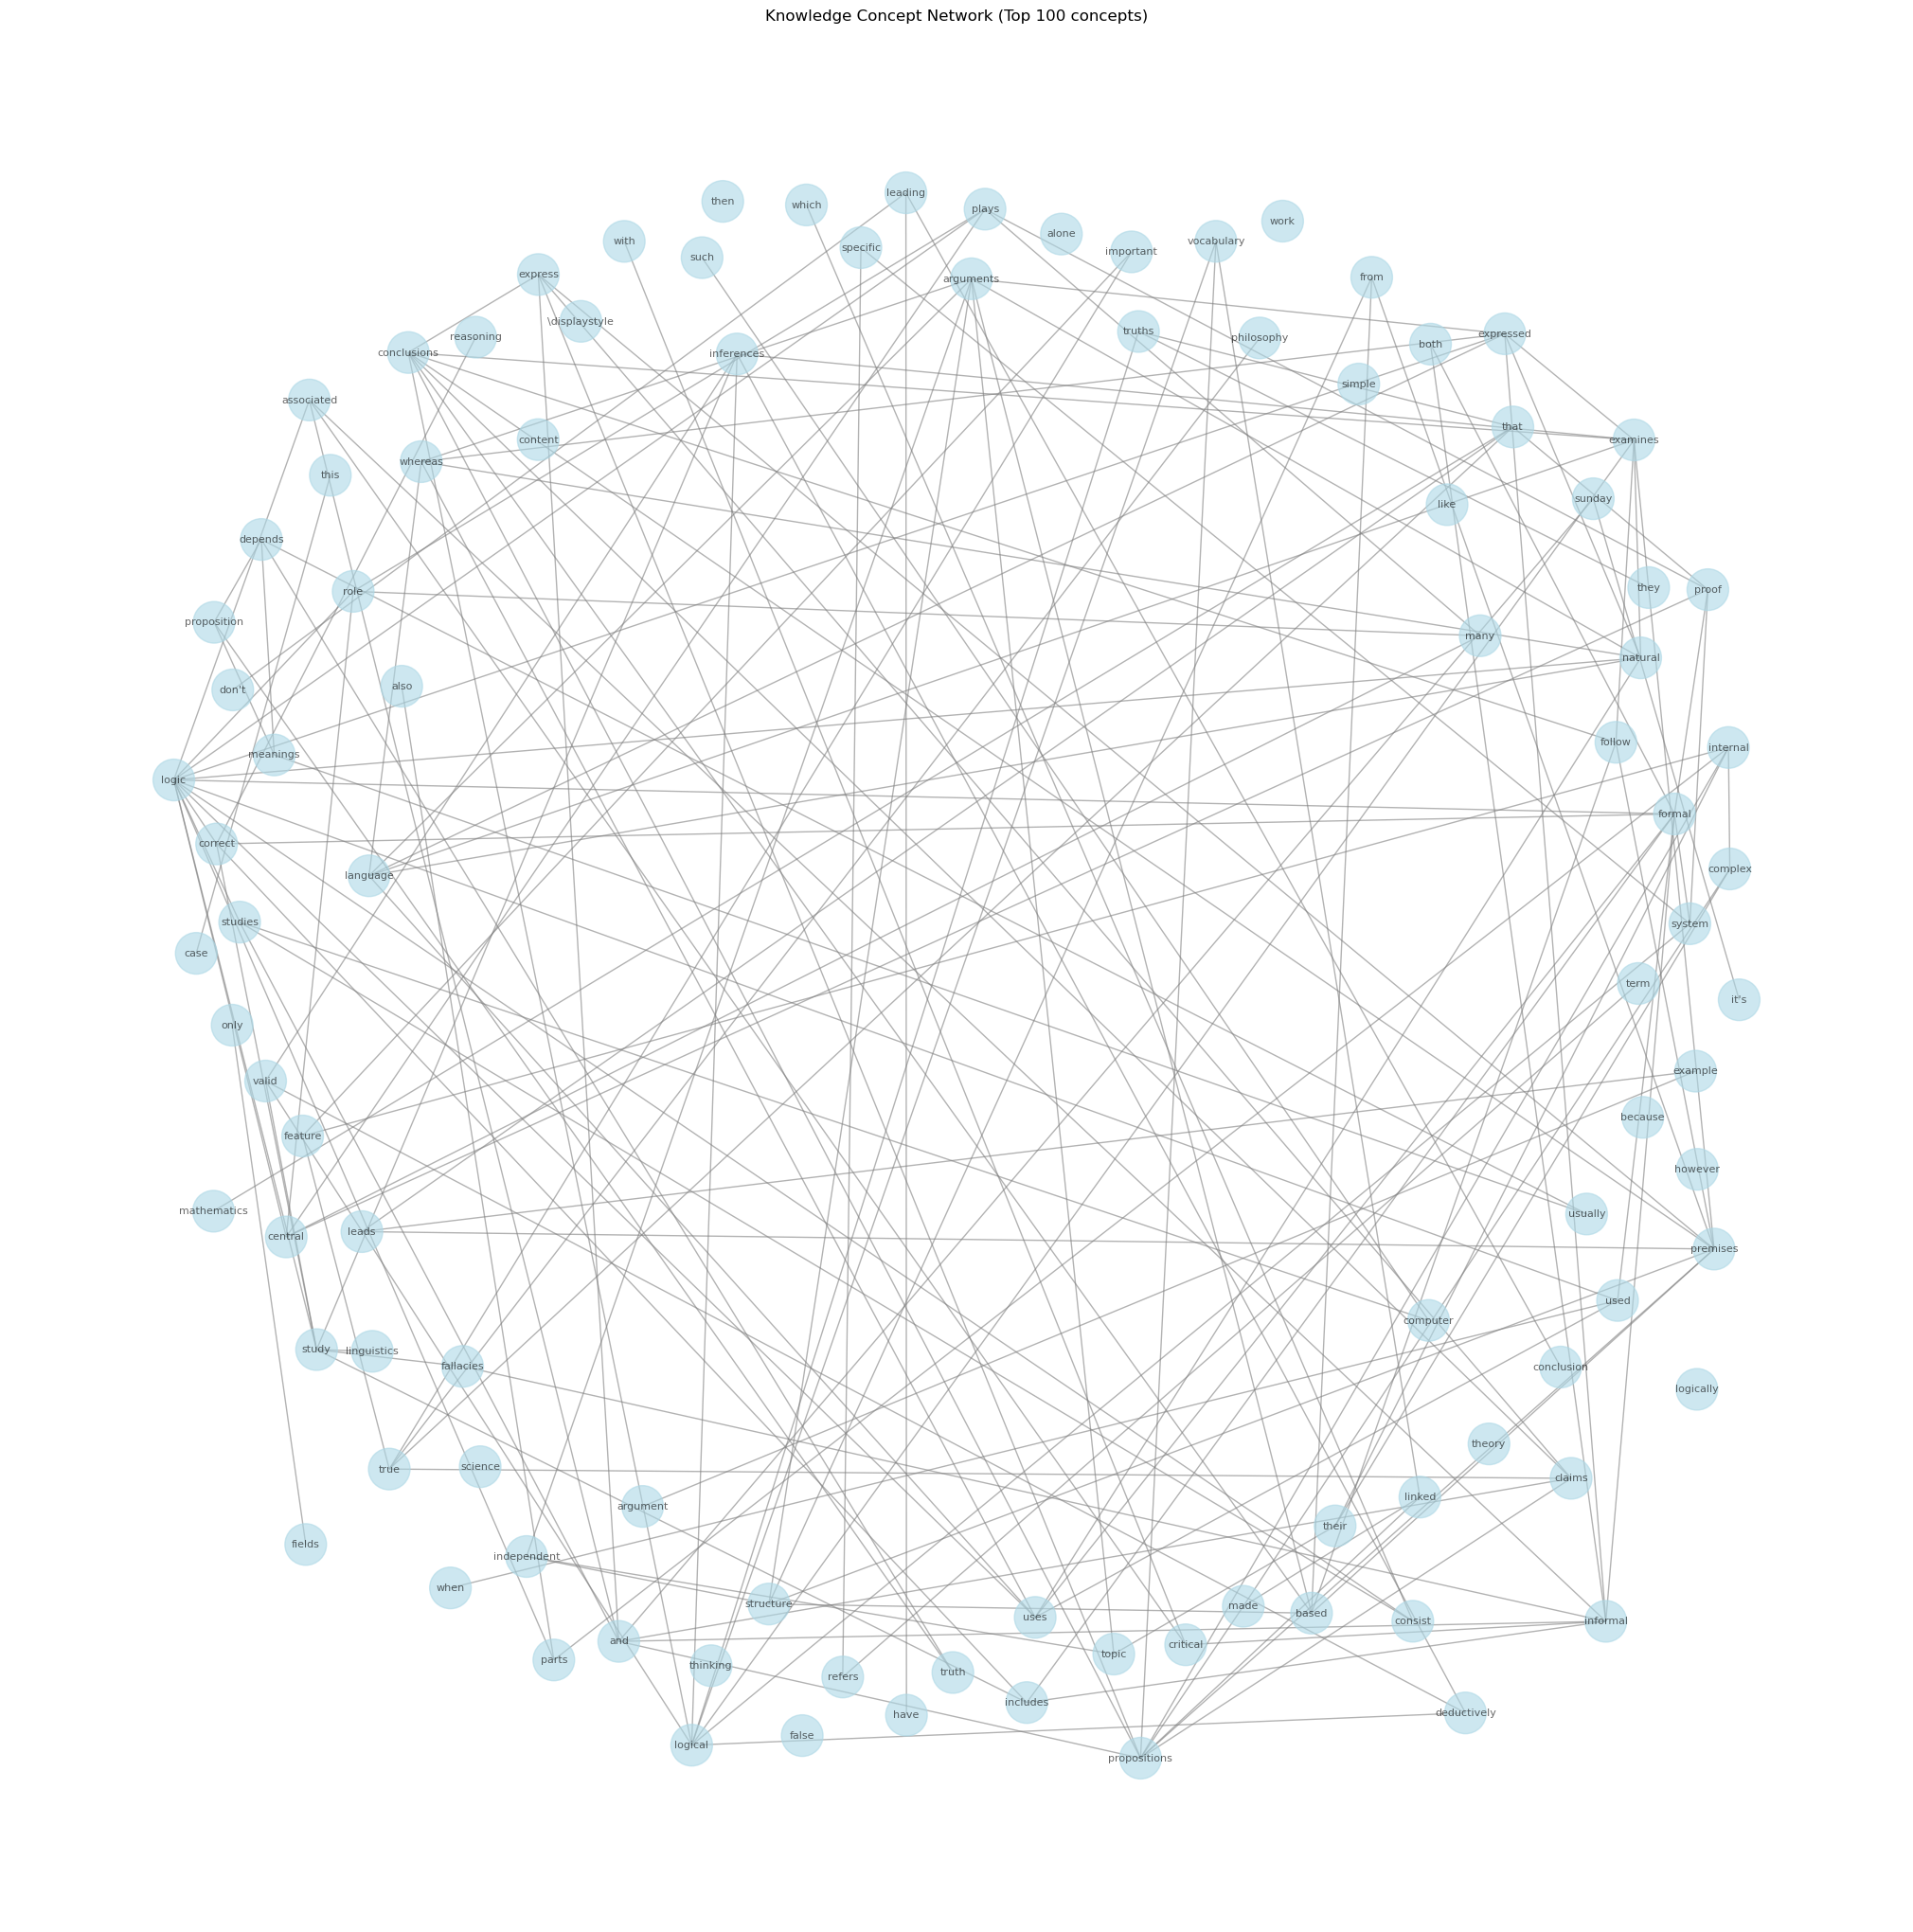 Knowledge Concept Network (Top 100 concepts)
leading
then
which
plays
work
alone
with
vocabulary
specific
important
such
express
from
arguments
\displaystyle
truths
expressed
reasoning
philosophy
both
conclusions
inferences
simple
associated
that
content
examines
whereas
this
sunday
like
depends
they
proof
role
proposition
many
natural
also
don't
follow
internal
meanings
logic
formal
correct
complex
language
studies
system
case
term
it's
only
example
valid
because
feature
however
mathematics
usually
leads
central
premises
used
computer
study
linguistics
fallacies
conclusion
logically
theory
science
true
claims
linked
argument
their
fields
independent
when
structure
made
based
uses
consist
informal
and
critical
topic
parts
thinking
truth
refers
includes
deductively
have
false
logical
propositions